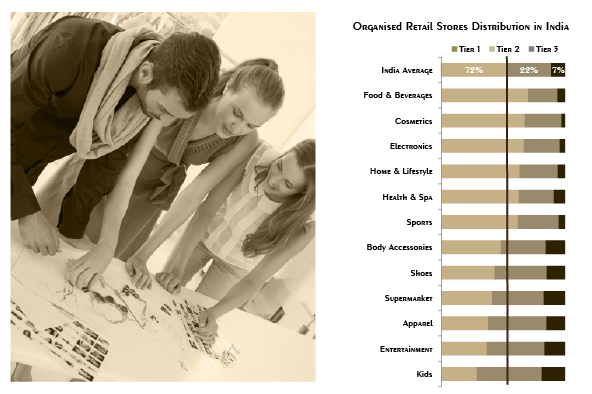 Organised Retail Stores Distribution in India
Tier 1 Tier 2 Tier 3
India Average 72% 22% 7%
Food & Beverages
Cosmetics
Electronics
Home & Lifestyle
Health & Spa
Sports
Body Accessories
Shoes
Supermarket
Apparel
Entertainment
Kids